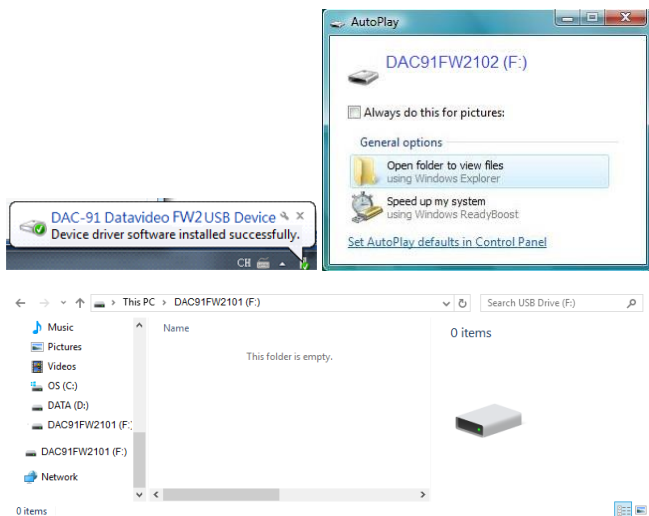 AutoPlay
DAC91FW2102 (F:)
Always do this for pictures:
General options
Open folder to view files
using Windows Explorer
Speed up my system
using Windows ReadyBoost
Set AutoPlay defaults in Control Panel
DAC-91 Datavideo FW2 USB Device
Device driver software installed successfully.
CH
This PC > DAC91FW2101 (F:)
Search USB Drive (F:)
Music
Pictures
Videos
OS (C:)
DATA (D:)
DAC91FW2101 (F:
DAC91FW2101 (F:)
Network
Name
This folder is empty.
0 items
0 items